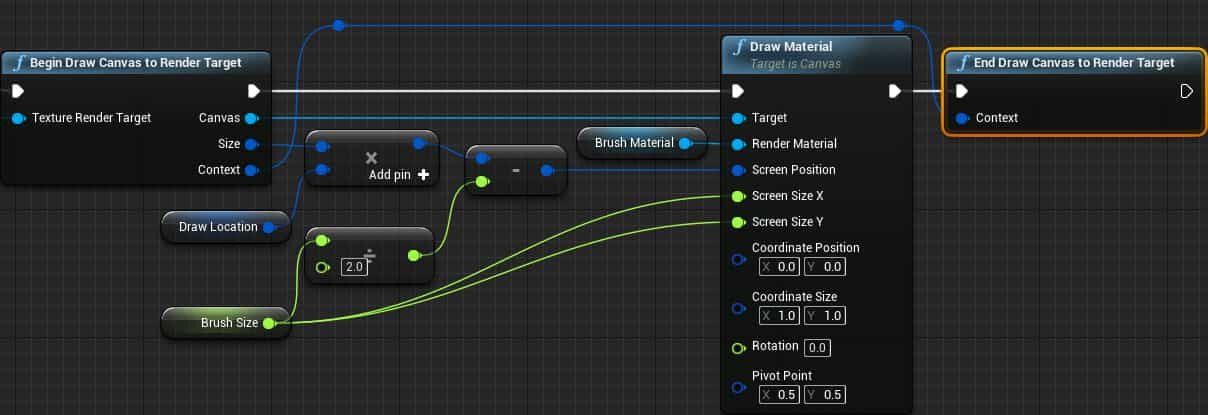 f Begin Draw Canvas to Render Target
Texture Render Target Canvas
Size
Context
×
Add pin +
-
Draw Location
÷
2.0
Brush Size
Brush Material
f Draw Material
Target is Canvas
Target
Render Material
Screen Position
Screen Size X
Screen Size Y
Coordinate Position
X 0.0 Y 0.0
Coordinate Size
X 1.0 Y 1.0
Rotation 0.0
Pivot Point
X 0.5 Y 0.5
f End Draw Canvas to Render Target
Context